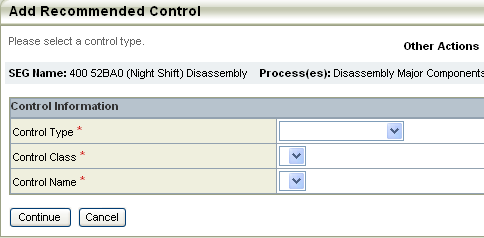 Add Recommended Control
Please select a control type.
Other Actions
SEG Name: 400 52BA0 (Night Shift) Disassembly Process(es): Disassembly Major Components
Control Information
Control Type *
Control Class *
Control Name *
Continue Cancel